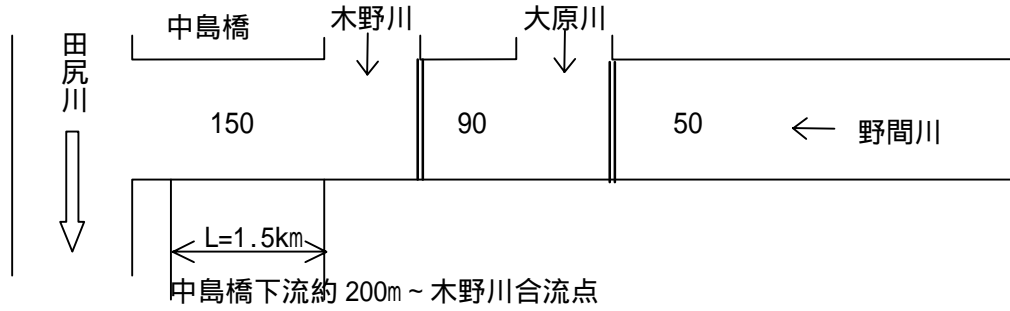 中島橋
木野川
大原川
田尻川
150
90
50
野間川
L=1.5km
中島橋下流約 200m ~ 木野川合流点